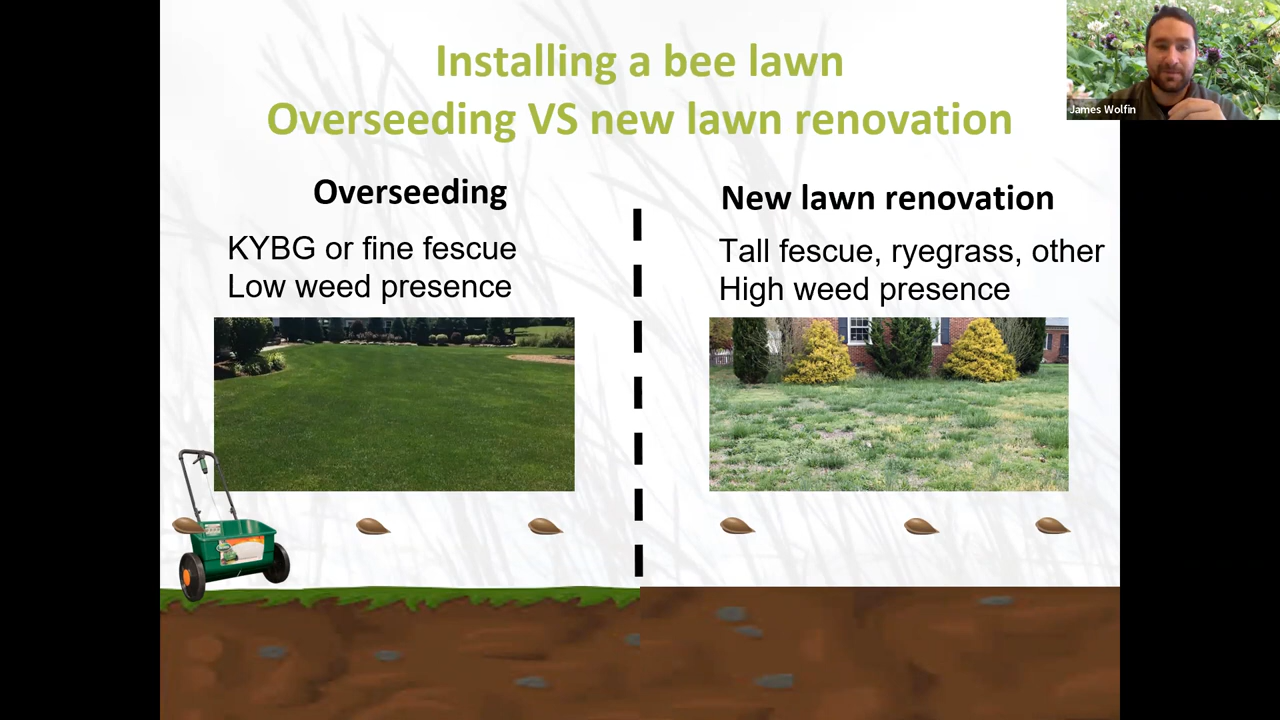 Installing a bee lawn
Overseeding VS new lawn renovation
James Wolfin
Overseeding
KYBG or fine fescue
Low weed presence
New lawn renovation
Tall fescue, ryegrass, other
High weed presence